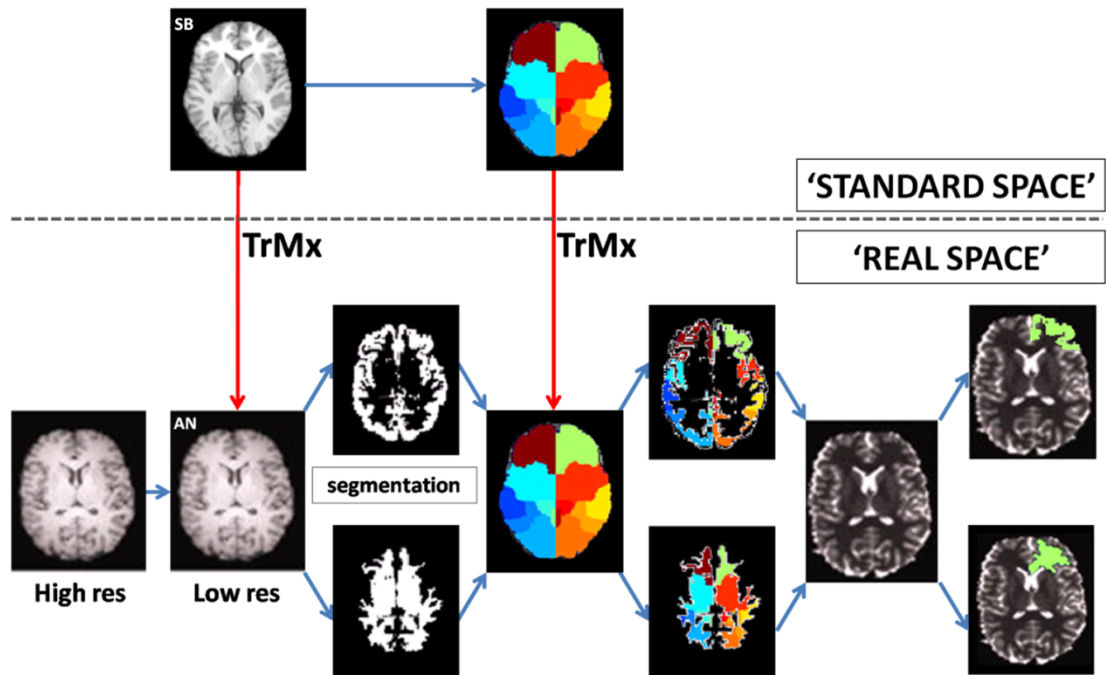 SB
'STANDARD SPACE'
TrMx
TrMx
'REAL SPACE'
AN
segmentation
High res
Low res